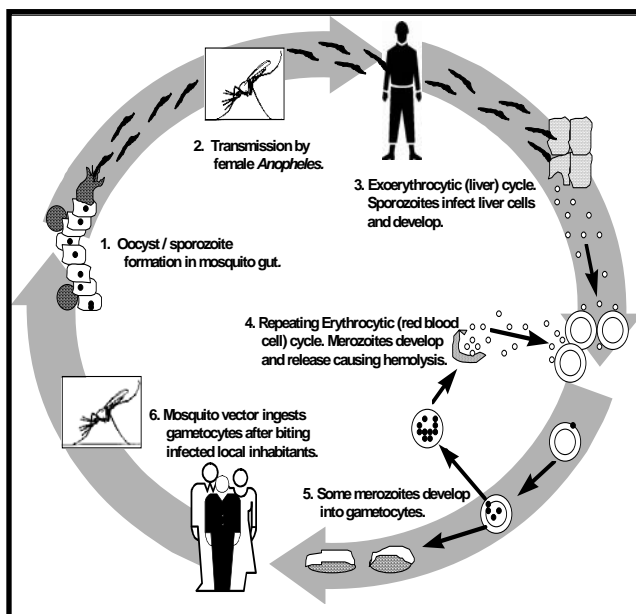 2. Transmission by
female Anopheles.
3. Exoerythrocytic (liver) cycle.
Sporozoites infect liver cells
and develop.
1. Oocyst / sporozoite
formation in mosquito gut.
4. Repeating Erythrocytic (red blood
cell) cycle. Merozoites develop
and release causing hemolysis.
6. Mosquito vector ingests
gametocytes after biting
infected local inhabitants.
5. Some merozoites develop
into gametocytes.